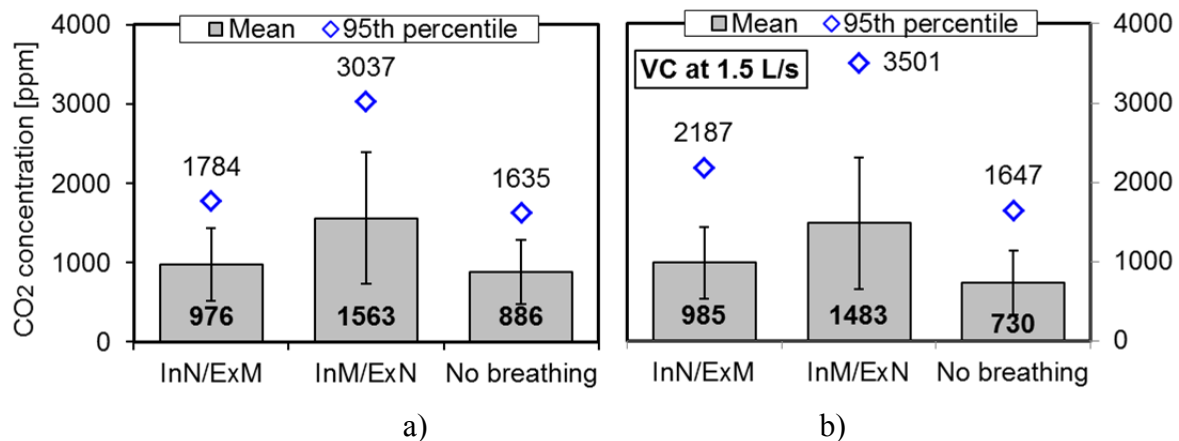 4000
Mean 95th percentile
3037
3000
1784
1635
2000
1000
976 1563 886
0
CO2 concentration [ppm]
InN/ExM InM/ExN No breathing
a)
Mean 95th percentile
4000
VC at 1.5 L/s
3501
3000
2187
1647
2000
1000
985 1483 730
0
InN/ExM InM/ExN No breathing
b)